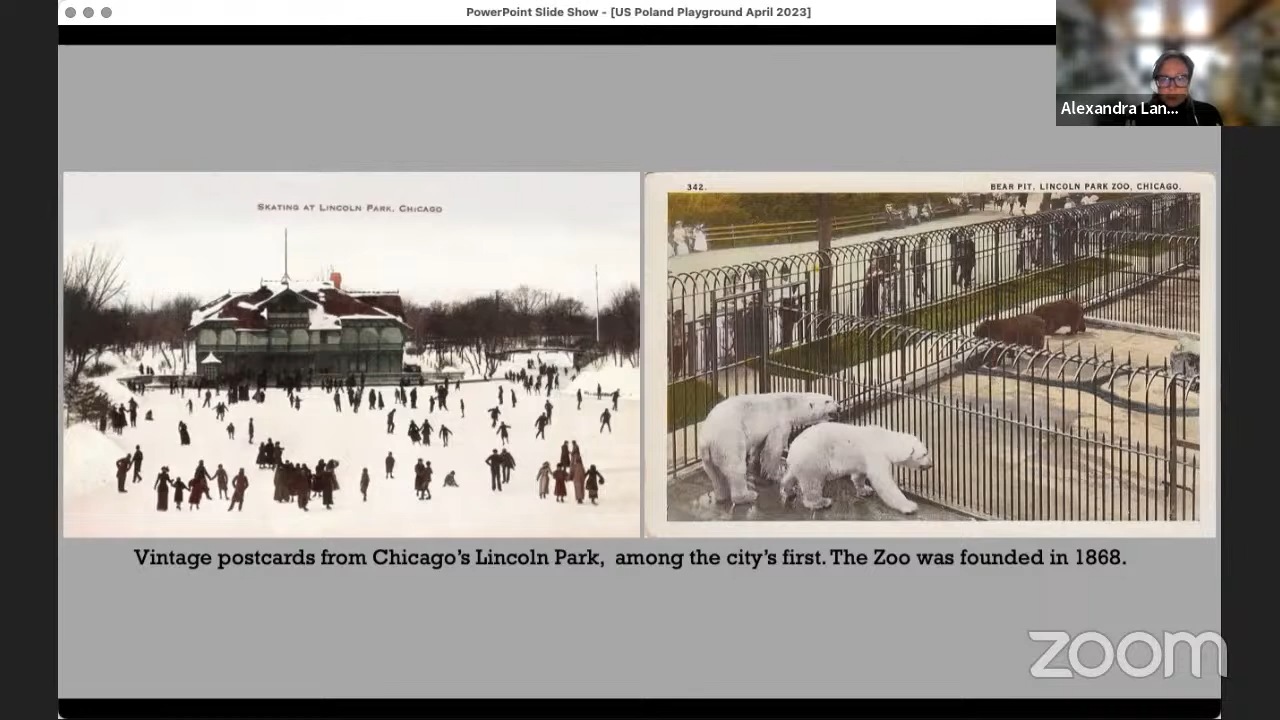 PowerPoint Slide Show - [US Poland Playground April 2023]
Alexandra Lan...
SKATING AT LINCOLN PARK, CHICAGO
342.
BEAR PIT, LINCOLN PARK ZOO, CHICAGO.
Vintage postcards from Chicago's Lincoln Park, among the city's first. The Zoo was founded in 1868.
zoom